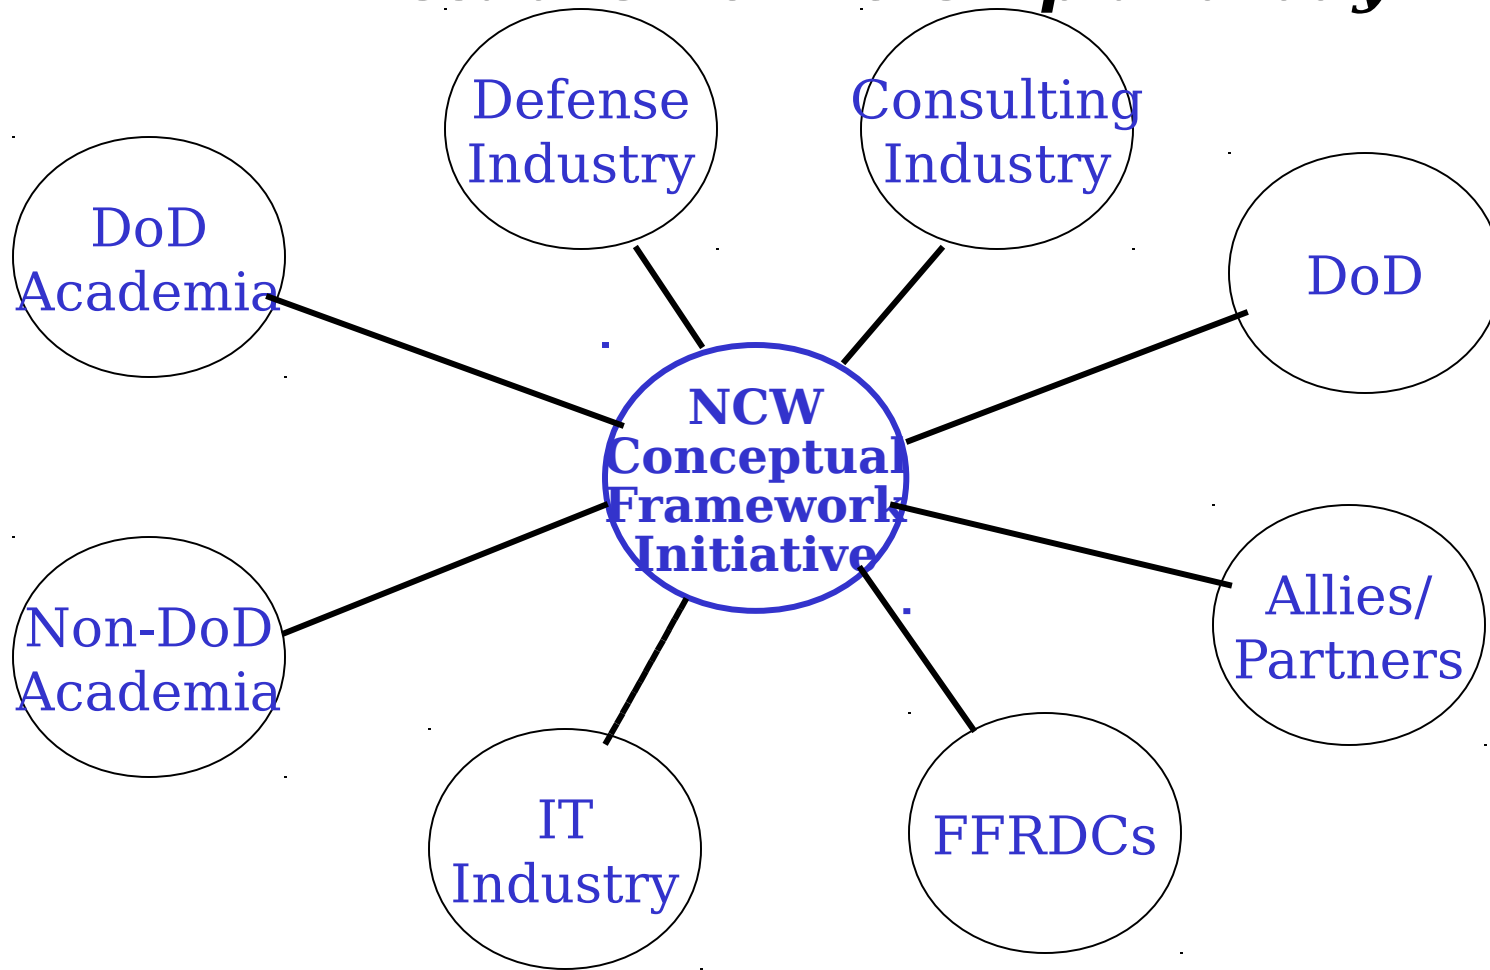 Defense
Industry
Consulting
Industry
DoD
Academia
DoD
NCW
Conceptual
Framework
Initiative
Non-DoD
Academia
Allies/
Partners
IT
Industry
FFRDCs